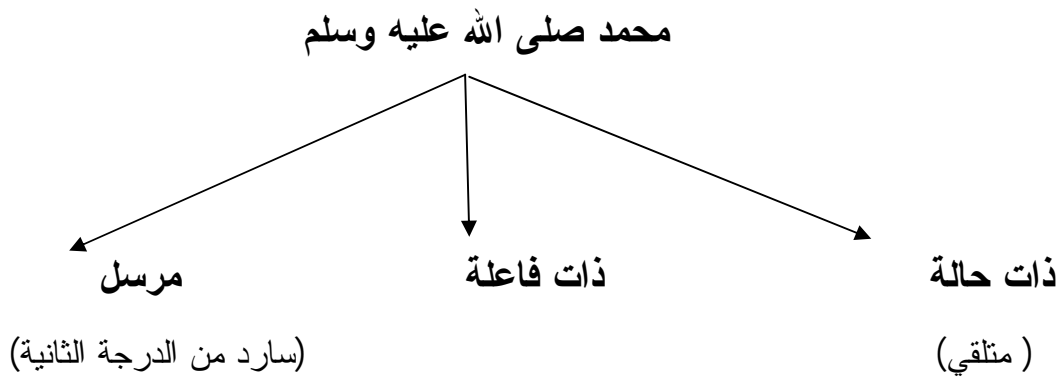 محمد صلى الله عليه وسلم
ذات حالة ذات فاعلة مرسل
( متلقي) (سارد من الدرجة الثانية)